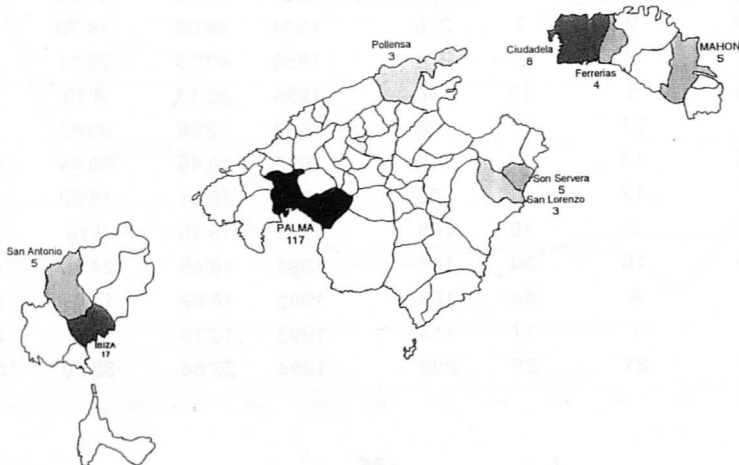 Pollensa
3
Ciudadela
8
Ferrerias
4
MAHON
5
Son Servera
5
San Lorenzo
3
PALMA
117
San Antonio
5
IBIZA
17